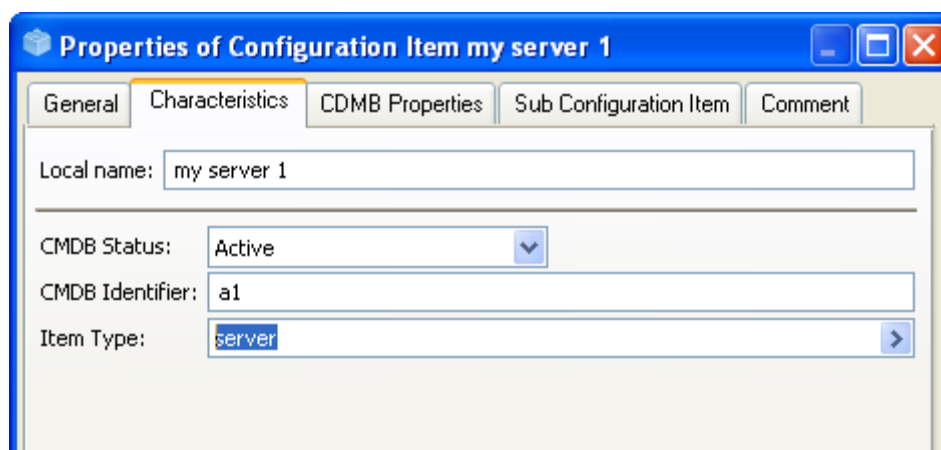 Properties of Configuration Item my server 1
General Characteristics CDMB Properties Sub Configuration Item Comment
Local name: my server 1
CMDB Status: Active
CMDB Identifier: a1
Item Type: server